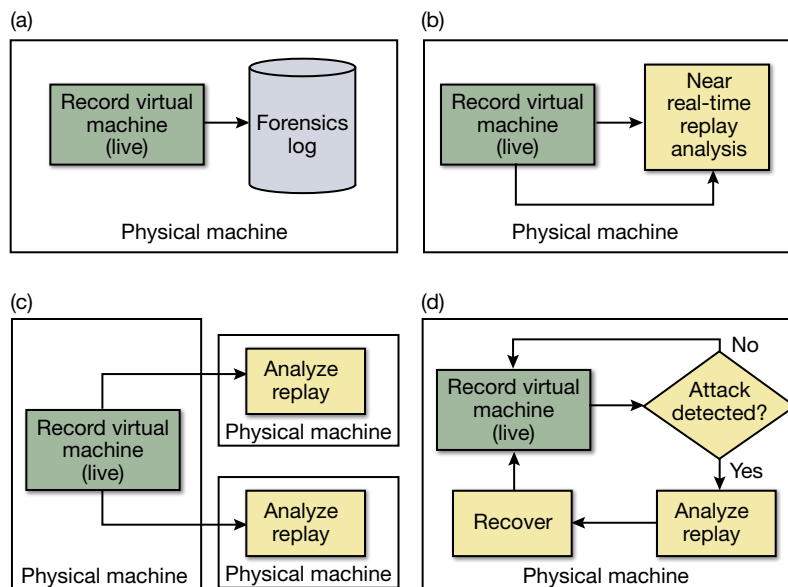 (a)
Record virtual
machine
(live)
Forensics
log
Physical machine
(b)
Record virtual
machine
(live)
Near
real-time
replay
analysis
Physical machine
(c)
Record virtual
machine
(live)
Physical machine
Analyze
replay
Physical machine
Analyze
replay
Physical machine
(d)
Record virtual
machine
(live)
No
Attack
detected?
Yes
Analyze
replay
Recover
Physical machine